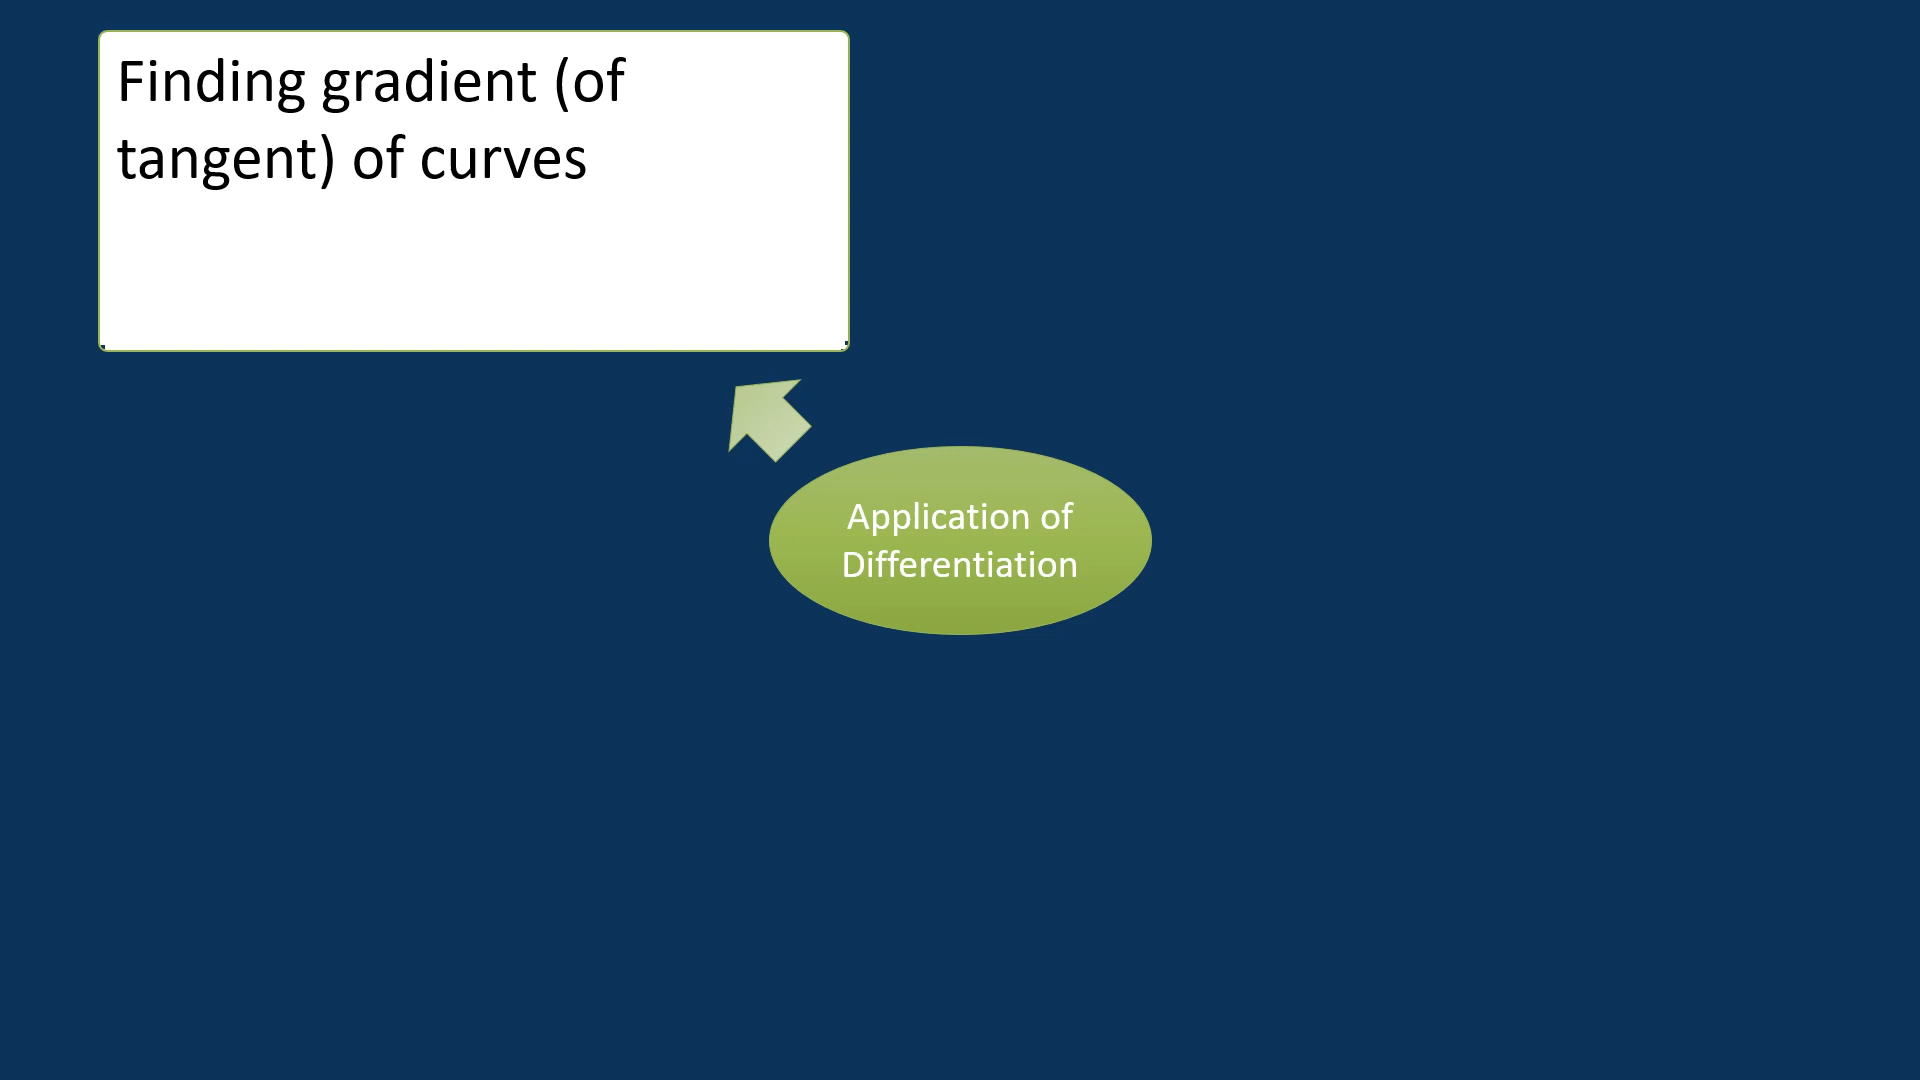 Finding gradient (of
tangent) of curves
Application of
Differentiation